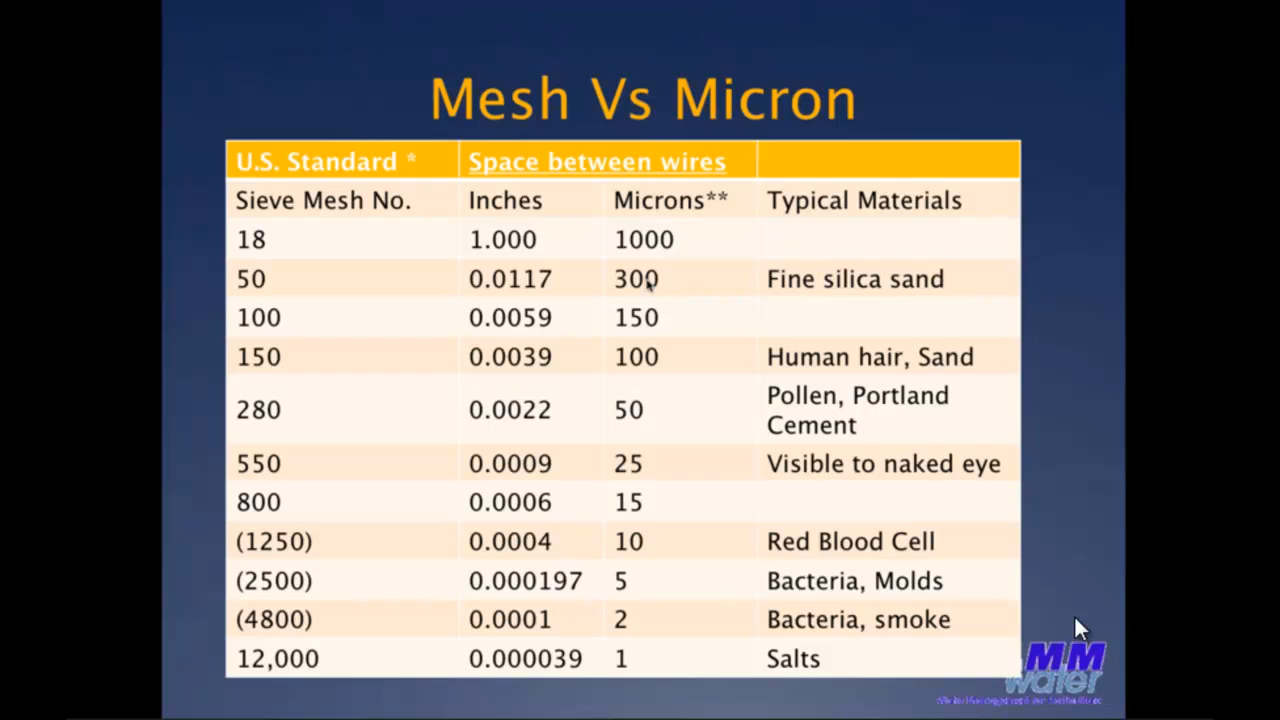 Mesh Vs Micron
U.S. Standard * Space between wires
Sieve Mesh No. Inches Microns** Typical Materials
18 1.000 1000
50 0.0117 300 Fine silica sand
100 0.0059 150
150 0.0039 100 Human hair, Sand
280 0.0022 50 Pollen, Portland
Cement
550 0.0009 25 Visible to naked eye
800 0.0006 15
(1250) 0.0004 10 Red Blood Cell
(2500) 0.000197 5 Bacteria, Molds
(4800) 0.0001 2 Bacteria, smoke
12,000 0.000039 1 Salts
MM
water